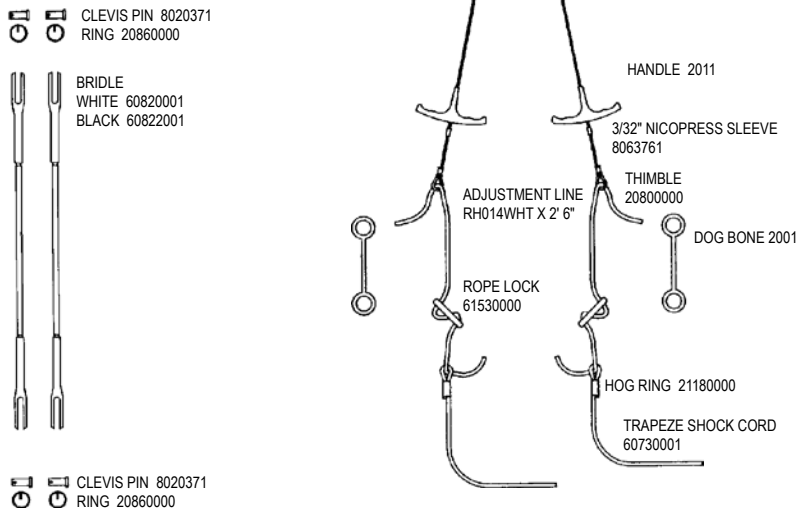 CLEVIS PIN 8020371
RING 20860000
BRIDLE
WHITE 60820001
BLACK 60822001
HANDLE 2011
3/32" NICOPRESS SLEEVE
8063761
THIMBLE
20800000
ADJUSTMENT LINE
RH014WHT X 2' 6"
DOG BONE 2001
ROPE LOCK
61530000
HOG RING 21180000
TRAPEZE SHOCK CORD
60730001
CLEVIS PIN 8020371
RING 20860000